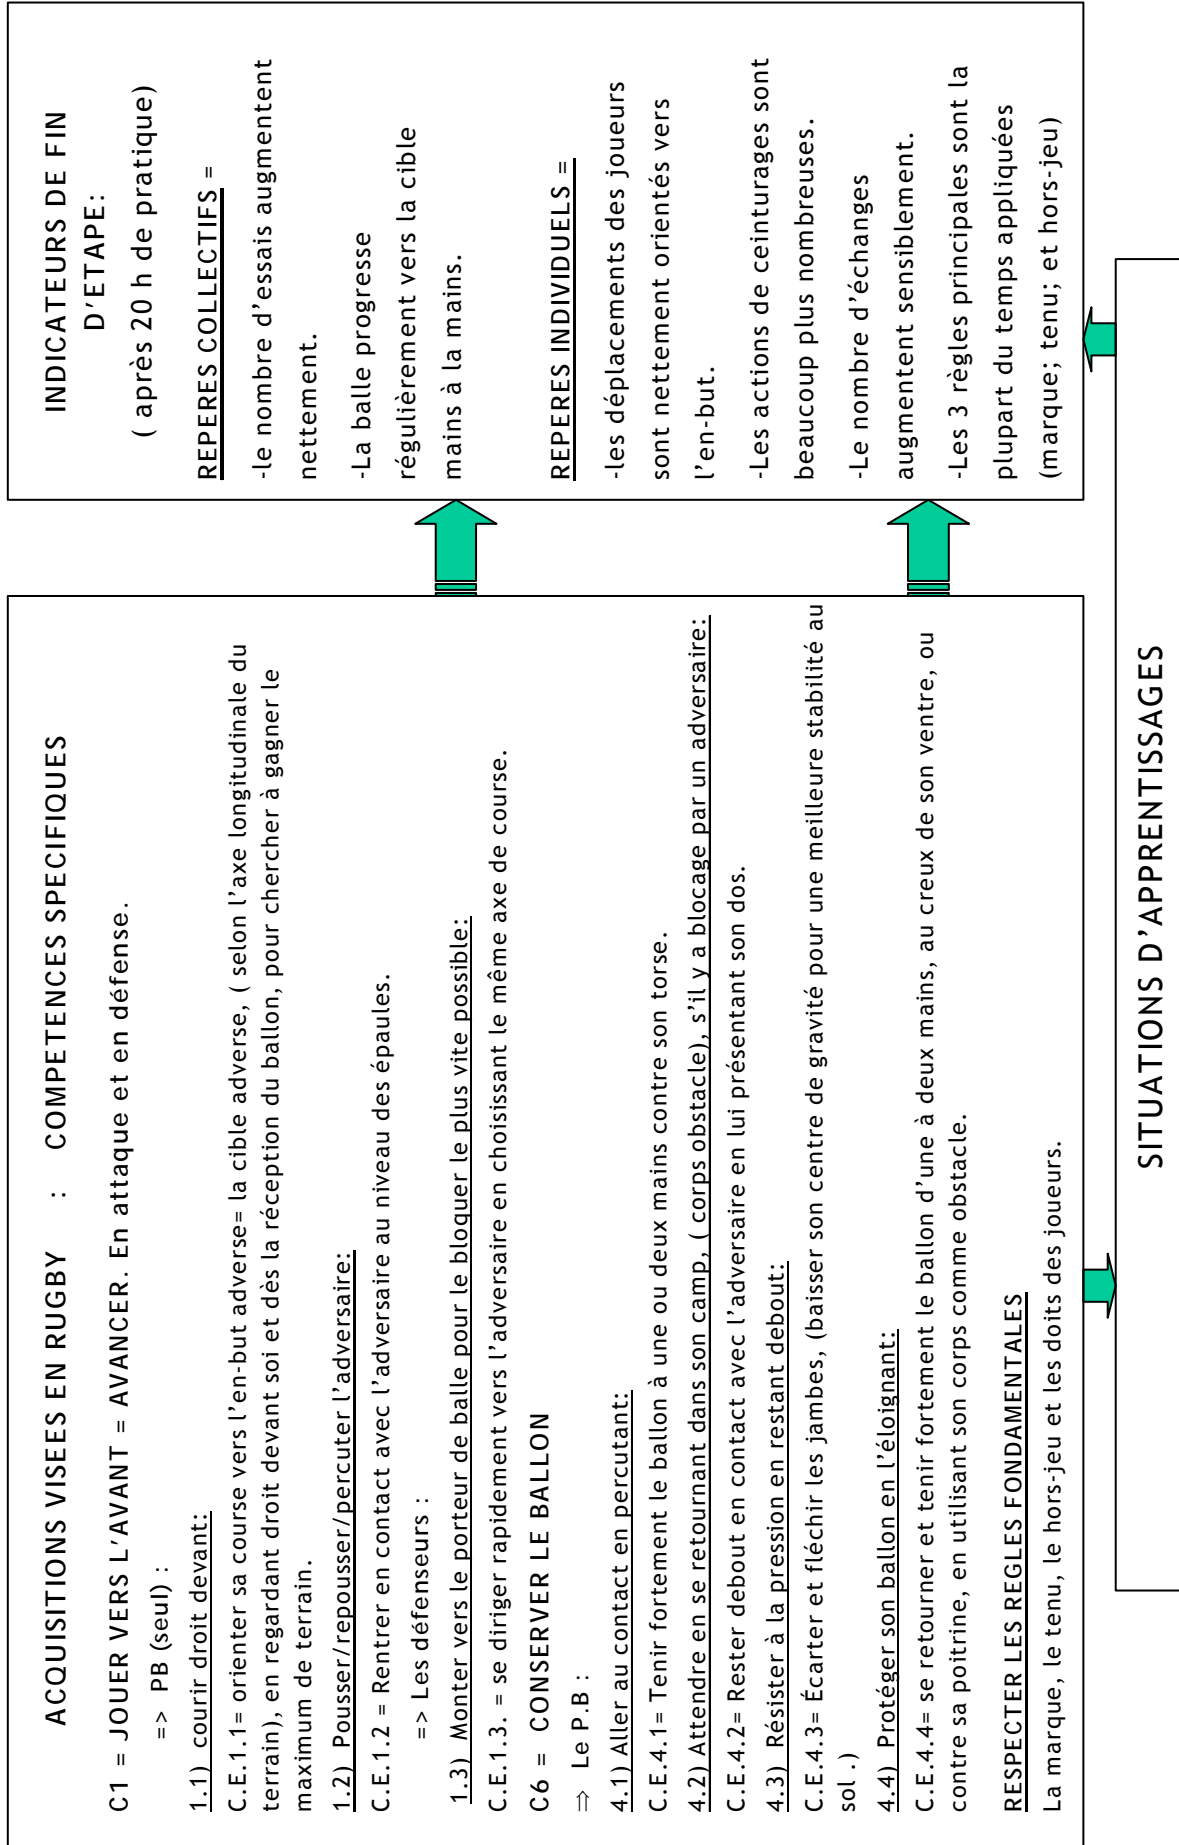 ACQUISITIONS VISEES EN RUGBY : COMPETENCES SPECIFIQUES
C1 = JOUER VERS L'AVANT = AVANCER. En attaque et en défense.
=> PB (seul) :
1.1) courir droit devant:
C.E.1.1= orienter sa course vers l'en-but adverse= la cible adverse, ( selon l'axe longitudinale du
terrain), en regardant droit devant soi et dès la réception du ballon, pour chercher à gagner le
maximum de terrain.
1.2) Pousser/repousser/percuter l'adversaire:
C.E.1.2 = Rentrer en contact avec l'adversaire au niveau des épaules.
=> Les défenseurs :
1.3) Monter vers le porteur de balle pour le bloquer le plus vite possible:
C.E.1.3. = se diriger rapidement vers l'adversaire en choisissant le même axe de course.
C6 = CONSERVER LE BALLON
⇒ Le P.B :
4.1) Aller au contact en percutant:
C.E.4.1= Tenir fortement le ballon à une ou deux mains contre son torse.
4.2) Attendre en se retournant dans son camp, ( corps obstacle), s'il y a blocage par un adversaire:
C.E.4.2= Rester debout en contact avec l'adversaire en lui présentant son dos.
4.3) Résister à la pression en restant debout:
C.E.4.3= Écarter et fléchir les jambes, (baisser son centre de gravité pour une meilleure stabilité au
sol .)
4.4) Protéger son ballon en l'éloignant:
C.E.4.4= se retourner et tenir fortement le ballon d'une à deux mains, au creux de son ventre, ou
contre sa poitrine, en utilisant son corps comme obstacle.
RESPECTER LES REGLES FONDAMENTALES
La marque, le tenu, le hors-jeu et les doits des joueurs.
INDICATEURS DE FIN
D'ETAPE:
( après 20 h de pratique)
REPERES COLLECTIFS =
-le nombre d'essais augmentent
nettement.
-La balle progresse
régulièrement vers la cible
mains à la mains.
REPERES INDIVIDUELS =
-les déplacements des joueurs
sont nettement orientés vers
l'en-but.
-Les actions de ceinturages sont
beaucoup plus nombreuses.
-Le nombre d'échanges
augmentent sensiblement.
-Les 3 règles principales sont la
plupart du temps appliquées
(marque; tenu; et hors-jeu)
SITUATIONS D'APPRENTISSAGES